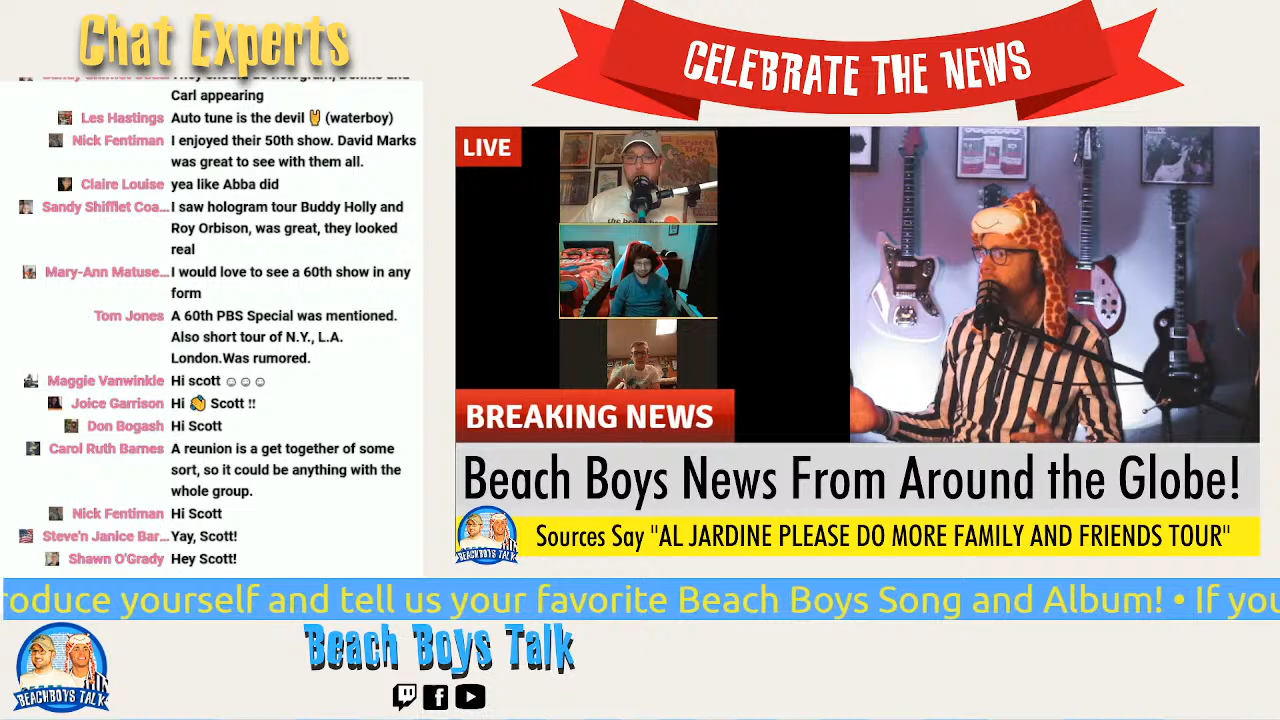 Chat Experts
CELEBRATE THE NEWS
Carl appearing
Les Hastings Auto tune is the devil 🤘 (waterboy)
Nick Fentiman I enjoyed their 50th show. David Marks
was great to see with them all.
Claire Louise yea like Abba did
Sandy Shifflet Coa... I saw hologram tour Buddy Holly and
Roy Orbison, was great, they looked
real
Mary-Ann Matuse... I would love to see a 60th show in any
form
Tom Jones A 60th PBS Special was mentioned.
Also short tour of N.Y., L.A.
London.Was rumored.
Maggie Vanwinkle Hi scott ☺☺☺
Joice Garrison Hi 👋 Scott !!
Don Bogash Hi Scott
Carol Ruth Barnes A reunion is a get together of some
sort, so it could be anything with the
whole group.
Nick Fentiman Hi Scott
Steve'n Janice Bar... Yay, Scott!
Shawn O'Grady Hey Scott!
LIVE
BREAKING NEWS
Beach Boys News From Around the Globe!
BEACH BOYS TALK
Sources Say "AL JARDINE PLEASE DO MORE FAMILY AND FRIENDS TOUR"
oduce yourself and tell us your favorite Beach Boys Song and Album! • If you
BEACH BOYS TALK
Beach Boys Talk